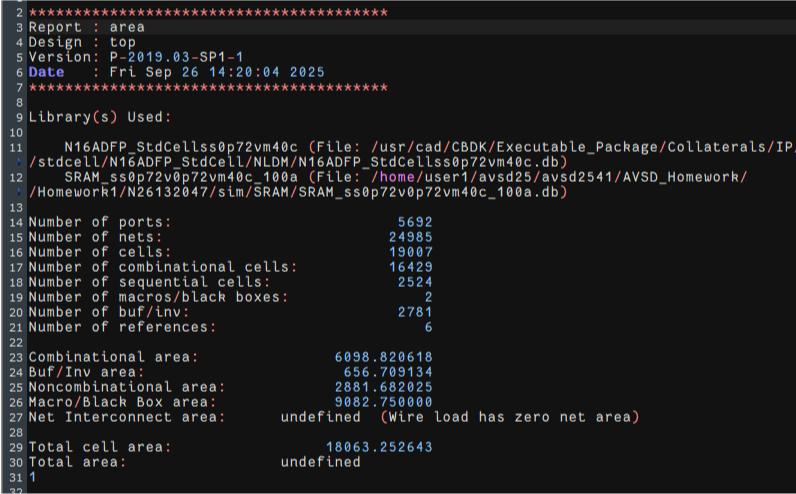 2 ****************************************
3 Report : area
4 Design : top
5 Version: P-2019.03-SP1-1
6 Date   : Fri Sep 26 14:20:04 2025
7 ****************************************
8
9 Library(s) Used:
10
11     N16ADFP_StdCellss0p72vm40c (File: /usr/cad/CBDK/Executable_Package/Collaterals/IP/
/stdcell/N16ADFP_StdCell/NLDM/N16ADFP_StdCellss0p72vm40c.db)
12     SRAM_ss0p72v0p72vm40c_100a (File: /home/user1/avsd25/avsd2541/AVSD_Homework/
/Homework1/N26132047/sim/SRAM/SRAM_ss0p72v0p72vm40c_100a.db)
13
14 Number of ports:                         5692
15 Number of nets:                         24985
16 Number of cells:                        19007
17 Number of combinational cells:          16429
18 Number of sequential cells:              2524
19 Number of macros/black boxes:               2
20 Number of buf/inv:                       2781
21 Number of references:                       6
22
23 Combinational area:               6098.820618
24 Buf/Inv area:                      656.709134
25 Noncombinational area:            2881.682025
26 Macro/Black Box area:             9082.750000
27 Net Interconnect area:      undefined  (Wire load has zero net area)
28
29 Total cell area:                 18063.252643
30 Total area:                 undefined
31 1
32